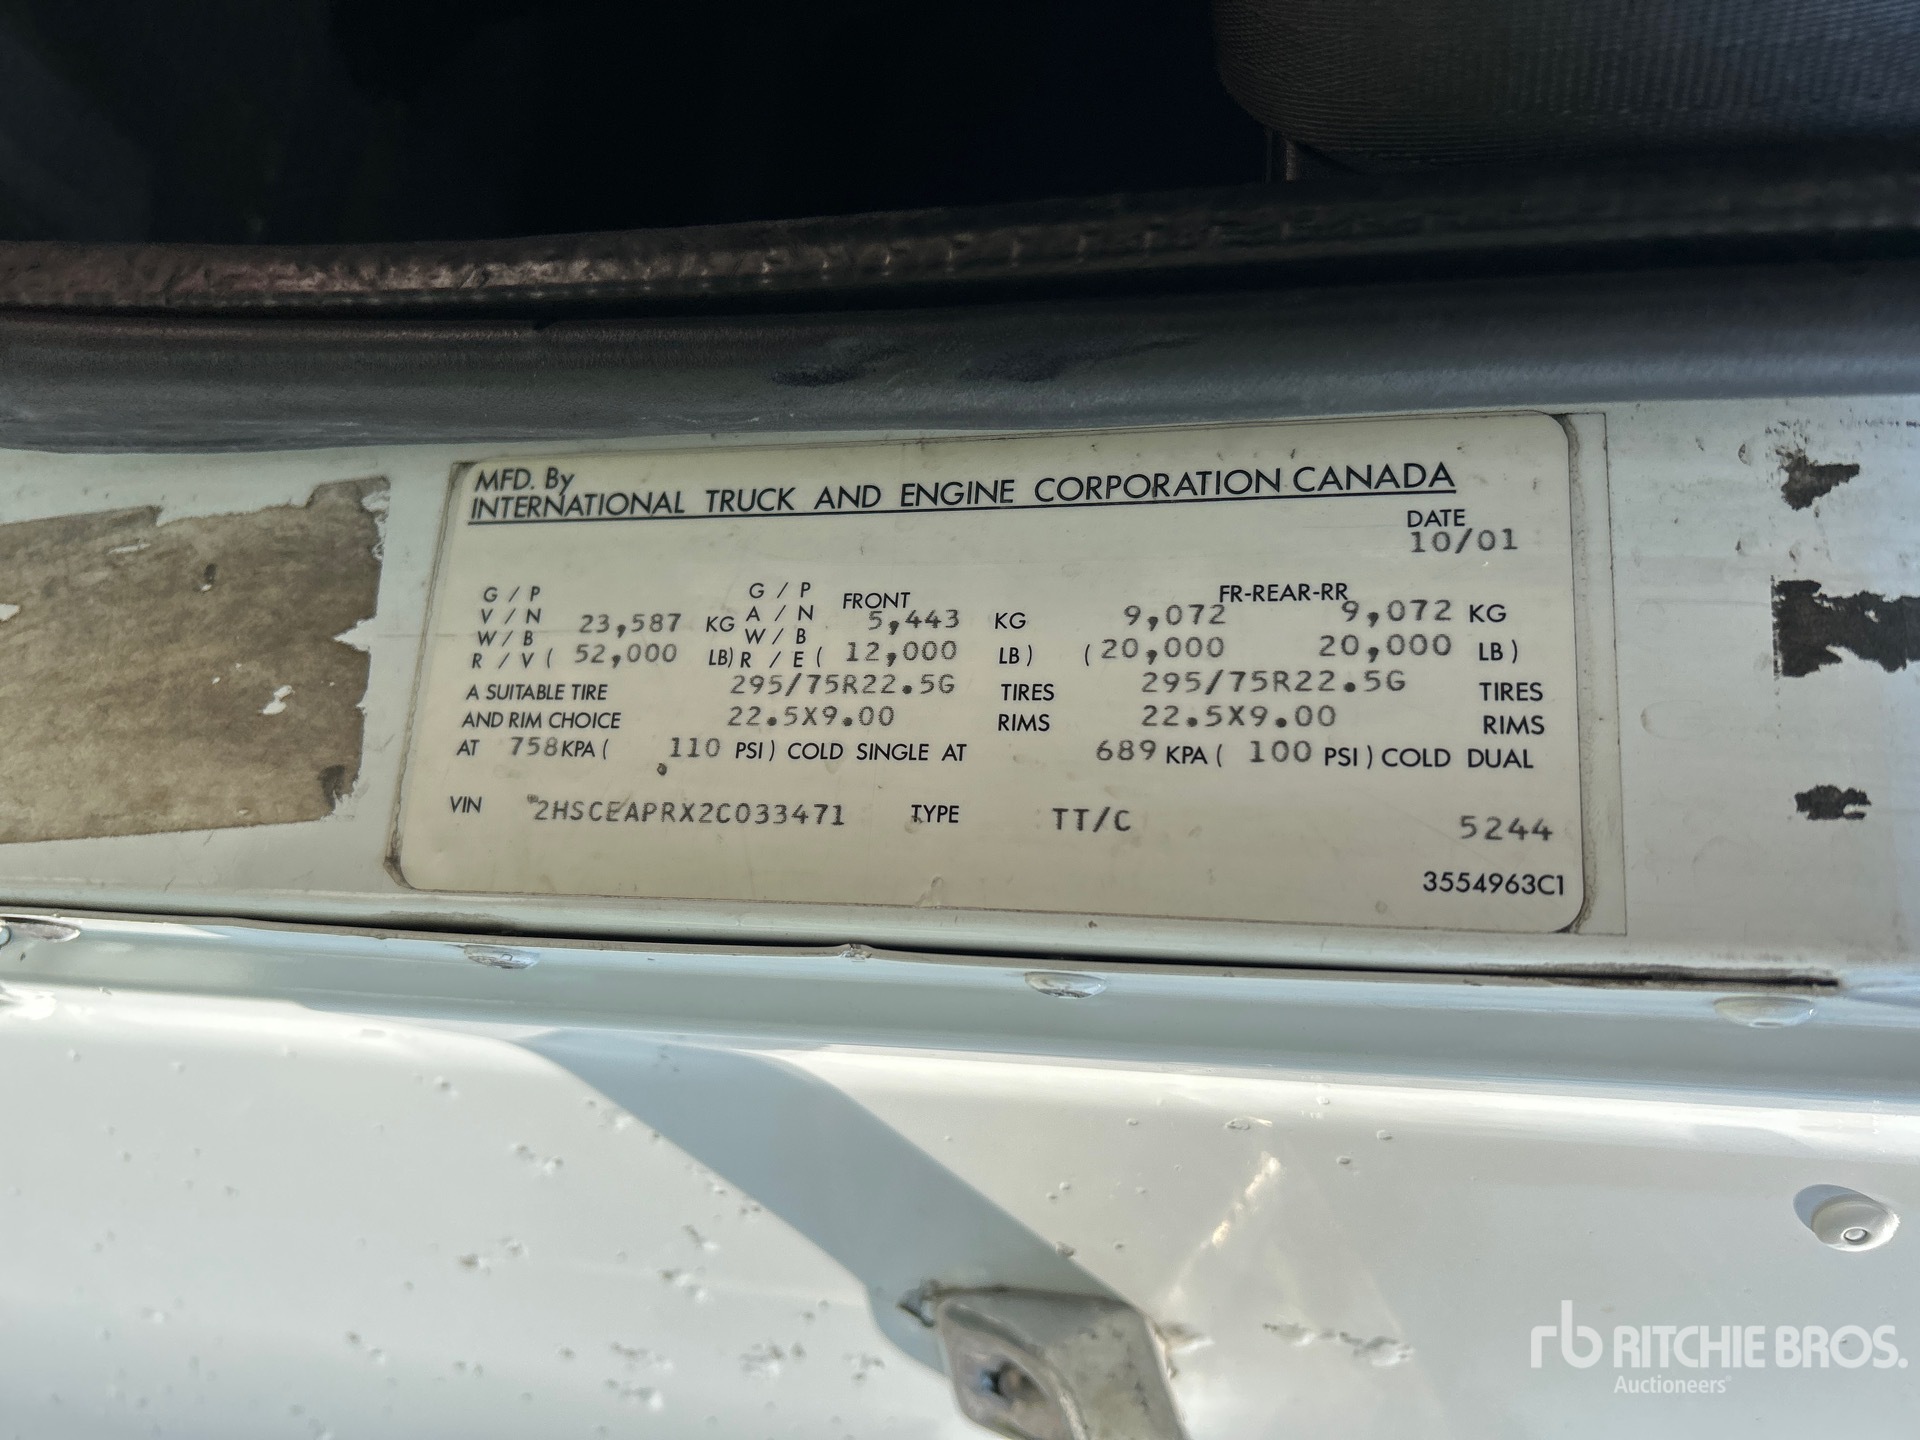 MFD. By
INTERNATIONAL TRUCK AND ENGINE CORPORATION CANADA
DATE
10/01
G / P G / P FRONT FR-REAR-RR
V / N 23,587 KG A / N 5,443 KG 9,072 9,072 KG
W / B W / B
R / V ( 52,000 LB) R / E ( 12,000 LB) (20,000 20,000 LB)
A SUITABLE TIRE 295/75R22.5G TIRES 295/75R22.5G TIRES
AND RIM CHOICE 22.5X9.00 RIMS 22.5X9.00 RIMS
AT 758 KPA ( 110 PSI) COLD SINGLE AT 689 KPA ( 100 PSI) COLD DUAL
VIN 2HSCEAPRX2C033471 TYPE TT/C 5244
3554963C1
rb RITCHIE BROS.
Auctioneers